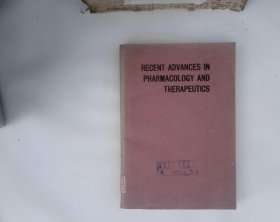 RECENT ADVANCES IN
PHARMACOLOGY AND
THERAPEUTICS